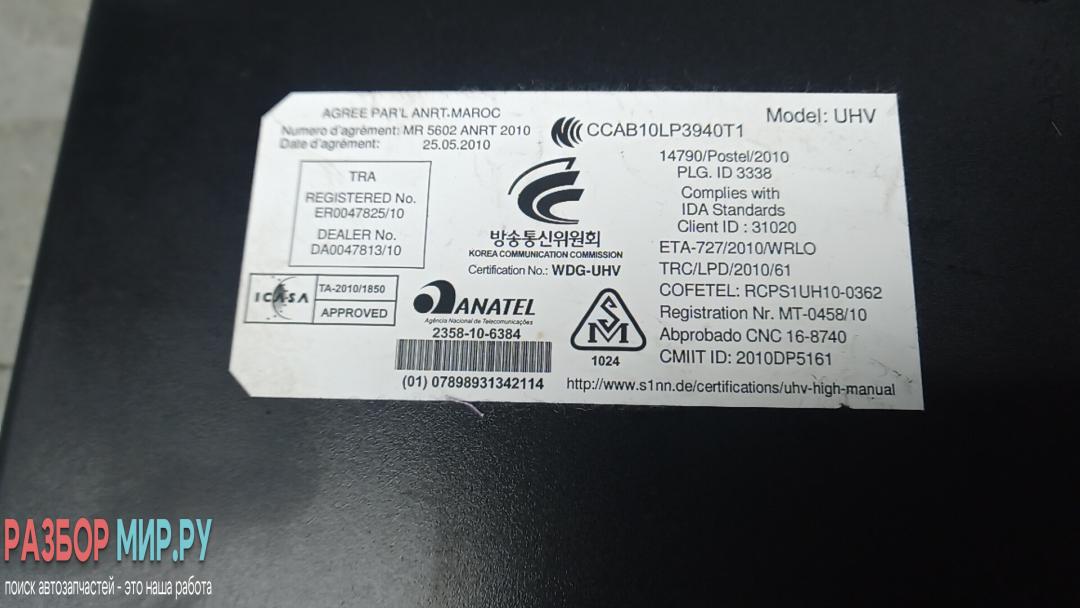 AGREE PAR'L ANRT.MAROC
Numero d'agrément: MR 5602 ANRT 2010
Date d'agrément: 25.05.2010
TRA
REGISTERED No.
ER0047825/10
DEALER No.
DA0047813/10
ICASA
TA-2010/1850
APPROVED
CCAB10LP3940T1
방송통신위원회
KOREA COMMUNICATION COMMISSION
Certification No.: WDG-UHV
ANATEL
Agência Nacional de Telecomunicações
2358-10-6384
(01) 07898931342114
SM
1024
Model: UHV
14790/Postel/2010
PLG. ID 3338
Complies with
IDA Standards
Client ID : 31020
ETA-727/2010/WRLO
TRC/LPD/2010/61
COFETEL: RCPS1UH10-0362
Registration Nr. MT-0458/10
Abprobado CNC 16-8740
CMIIT ID: 2010DP5161
http://www.s1nn.de/certifications/uhv-high-manual
РАЗБОР МИР.РУ
поиск автозапчастей - это наша работа